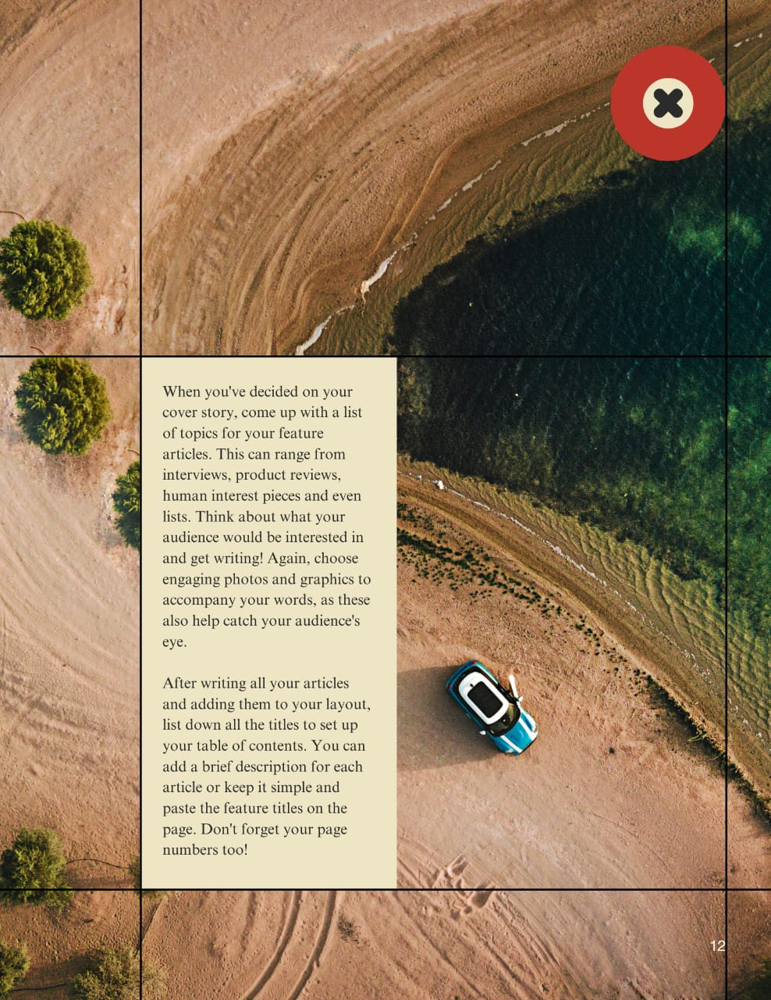 When you've decided on your
cover story, come up with a list
of topics for your feature
articles. This can range from
interviews, product reviews,
human interest pieces and even
lists. Think about what your
audience would be interested in
and get writing! Again, choose
engaging photos and graphics to
accompany your words, as these
also help catch your audience's
eye.
After writing all your articles
and adding them to your layout,
list down all the titles to set up
your table of contents. You can
add a brief description for each
article or keep it simple and
paste the feature titles on the
page. Don't forget your page
numbers too!
12